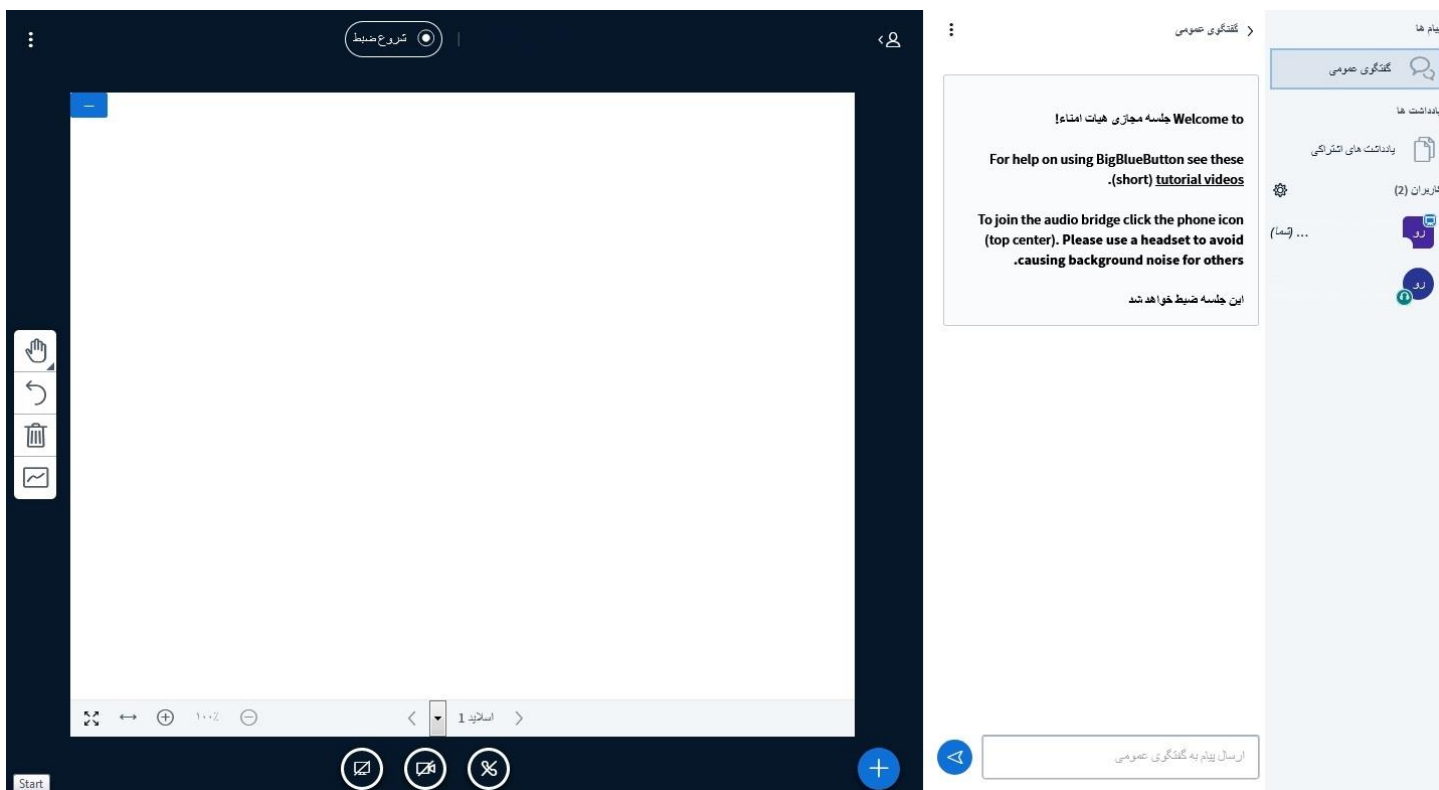 پیام ها
گفتگوی عمومی
یادداشت ها
یادداشت های اشتراکی
کاربران (2)
رو
... (شما)
رو
گفتگوی عمومی
Welcome to جلسه مجازی هیات امناء!
For help on using BigBlueButton see these
(short) tutorial videos.
To join the audio bridge click the phone icon
(top center). Please use a headset to avoid
causing background noise for others.
این جلسه ضبط خواهد شد
ارسال پیام به گفتگوی عمومی
شروع ضبط
اسلاید 1
۱۰۰٪
Start